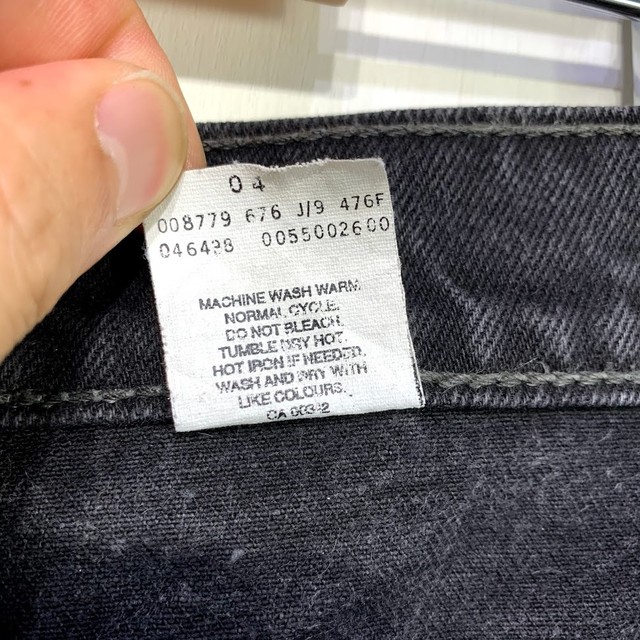 04
008779 676 J/9 476F
046438 0055002600
MACHINE WASH WARM.
NORMAL CYCLE.
DO NOT BLEACH.
TUMBLE DRY HOT.
HOT IRON IF NEEDED.
WASH AND DRY WITH
LIKE COLOURS.
CA 00342